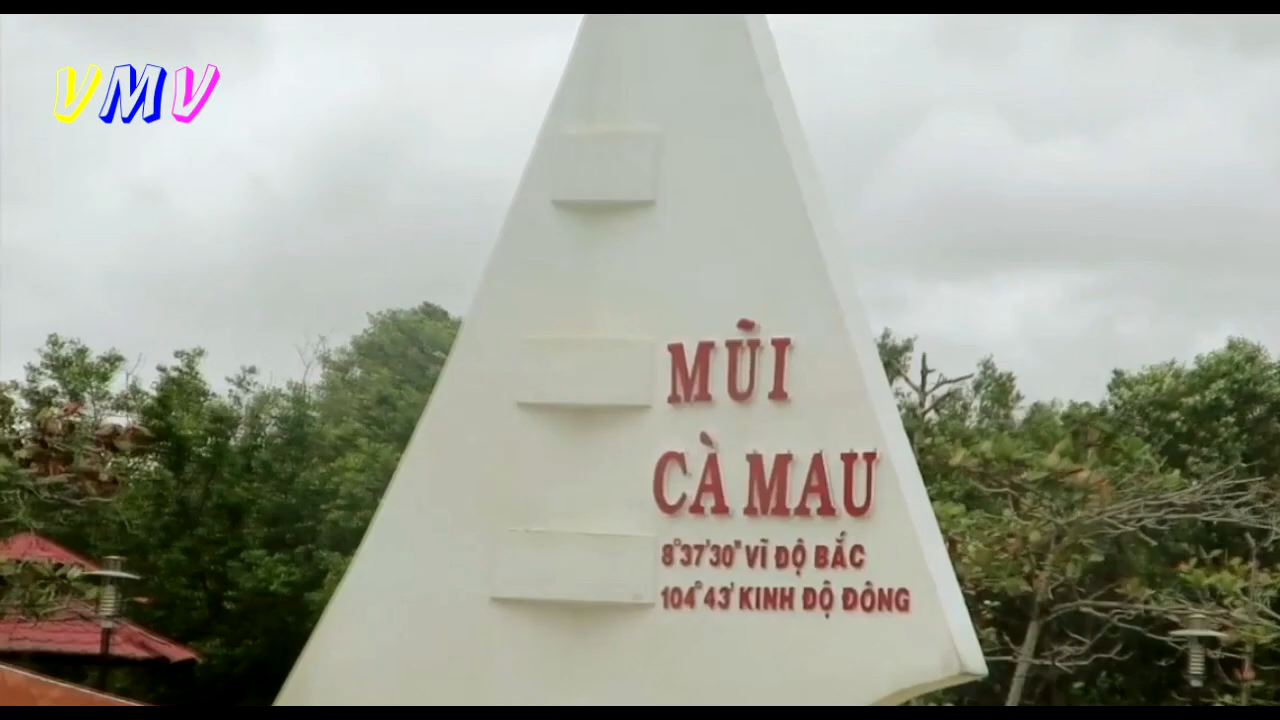 VMV
MŨI
CÀ MAU
8°37'30" VĨ ĐỘ BẮC
104°43' KINH ĐỘ ĐÔNG